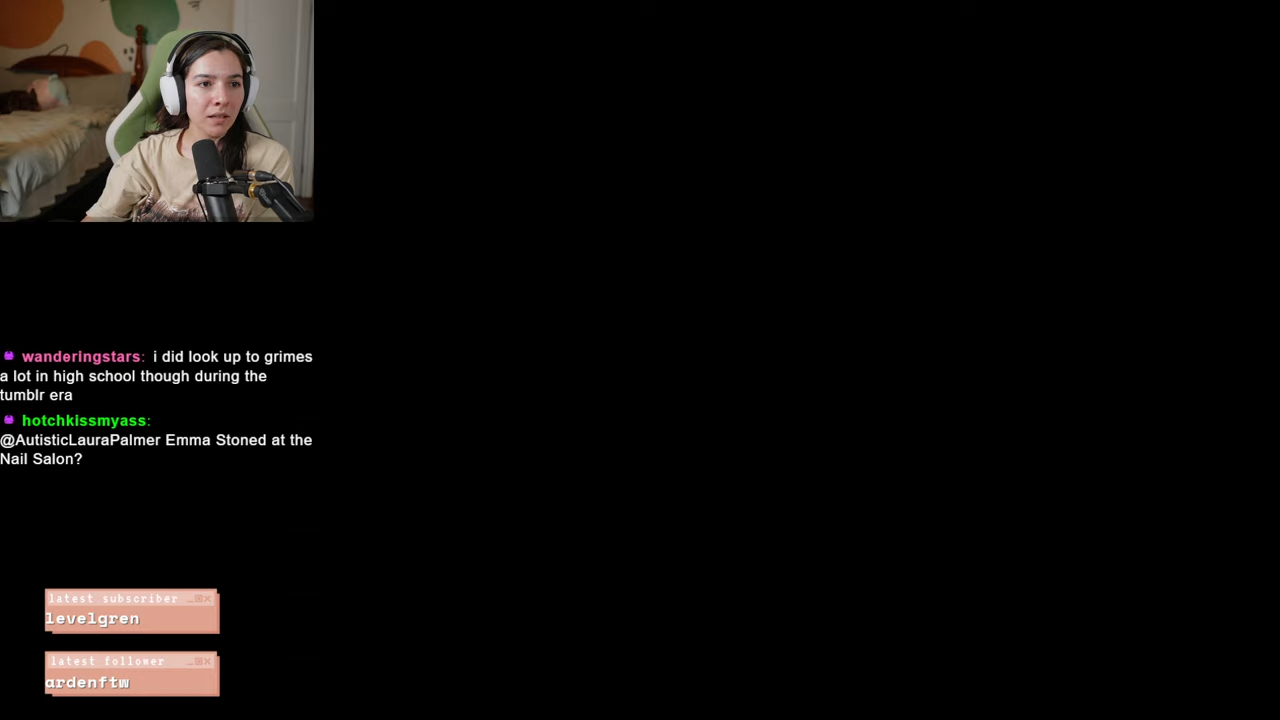 wanderingstars: i did look up to grimes
a lot in high school though during the
tumblr era
hotchkissmyass:
@AutisticLauraPalmer Emma Stoned at the
Nail Salon?
latest subscriber
levelgren
latest follower
ardenftw